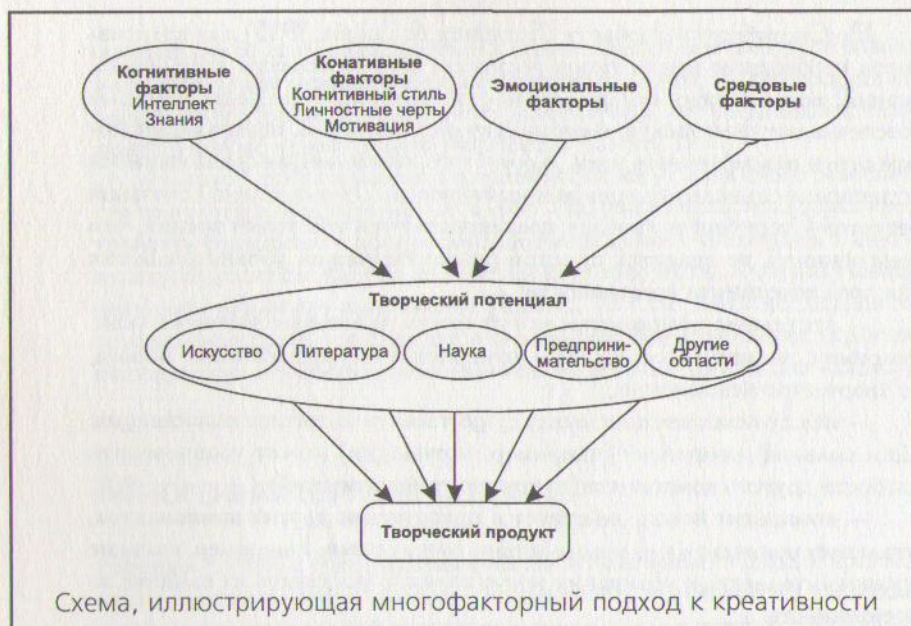 Когнитивные
факторы
Интеллект
Знания
Конативные
факторы
Когнитивный стиль
Личностные черты
Мотивация
Эмоциональные
факторы
Средовые
факторы
Творческий потенциал
Искусство
Литература
Наука
Предприни-
мательство
Другие
области
Творческий продукт
Схема, иллюстрирующая многофакторный подход к креативности